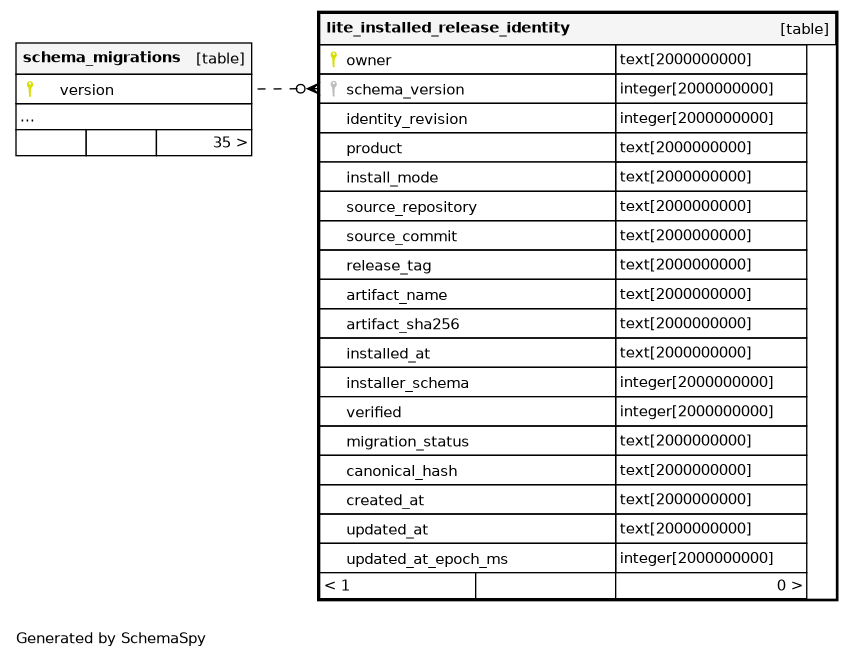 schema_migrations [table]
version
...
35 >
lite_installed_release_identity [table]
owner text[2000000000]
schema_version integer[2000000000]
identity_revision integer[2000000000]
product text[2000000000]
install_mode text[2000000000]
source_repository text[2000000000]
source_commit text[2000000000]
release_tag text[2000000000]
artifact_name text[2000000000]
artifact_sha256 text[2000000000]
installed_at text[2000000000]
installer_schema integer[2000000000]
verified integer[2000000000]
migration_status text[2000000000]
canonical_hash text[2000000000]
created_at text[2000000000]
updated_at text[2000000000]
updated_at_epoch_ms integer[2000000000]
< 1 0 >
Generated by SchemaSpy